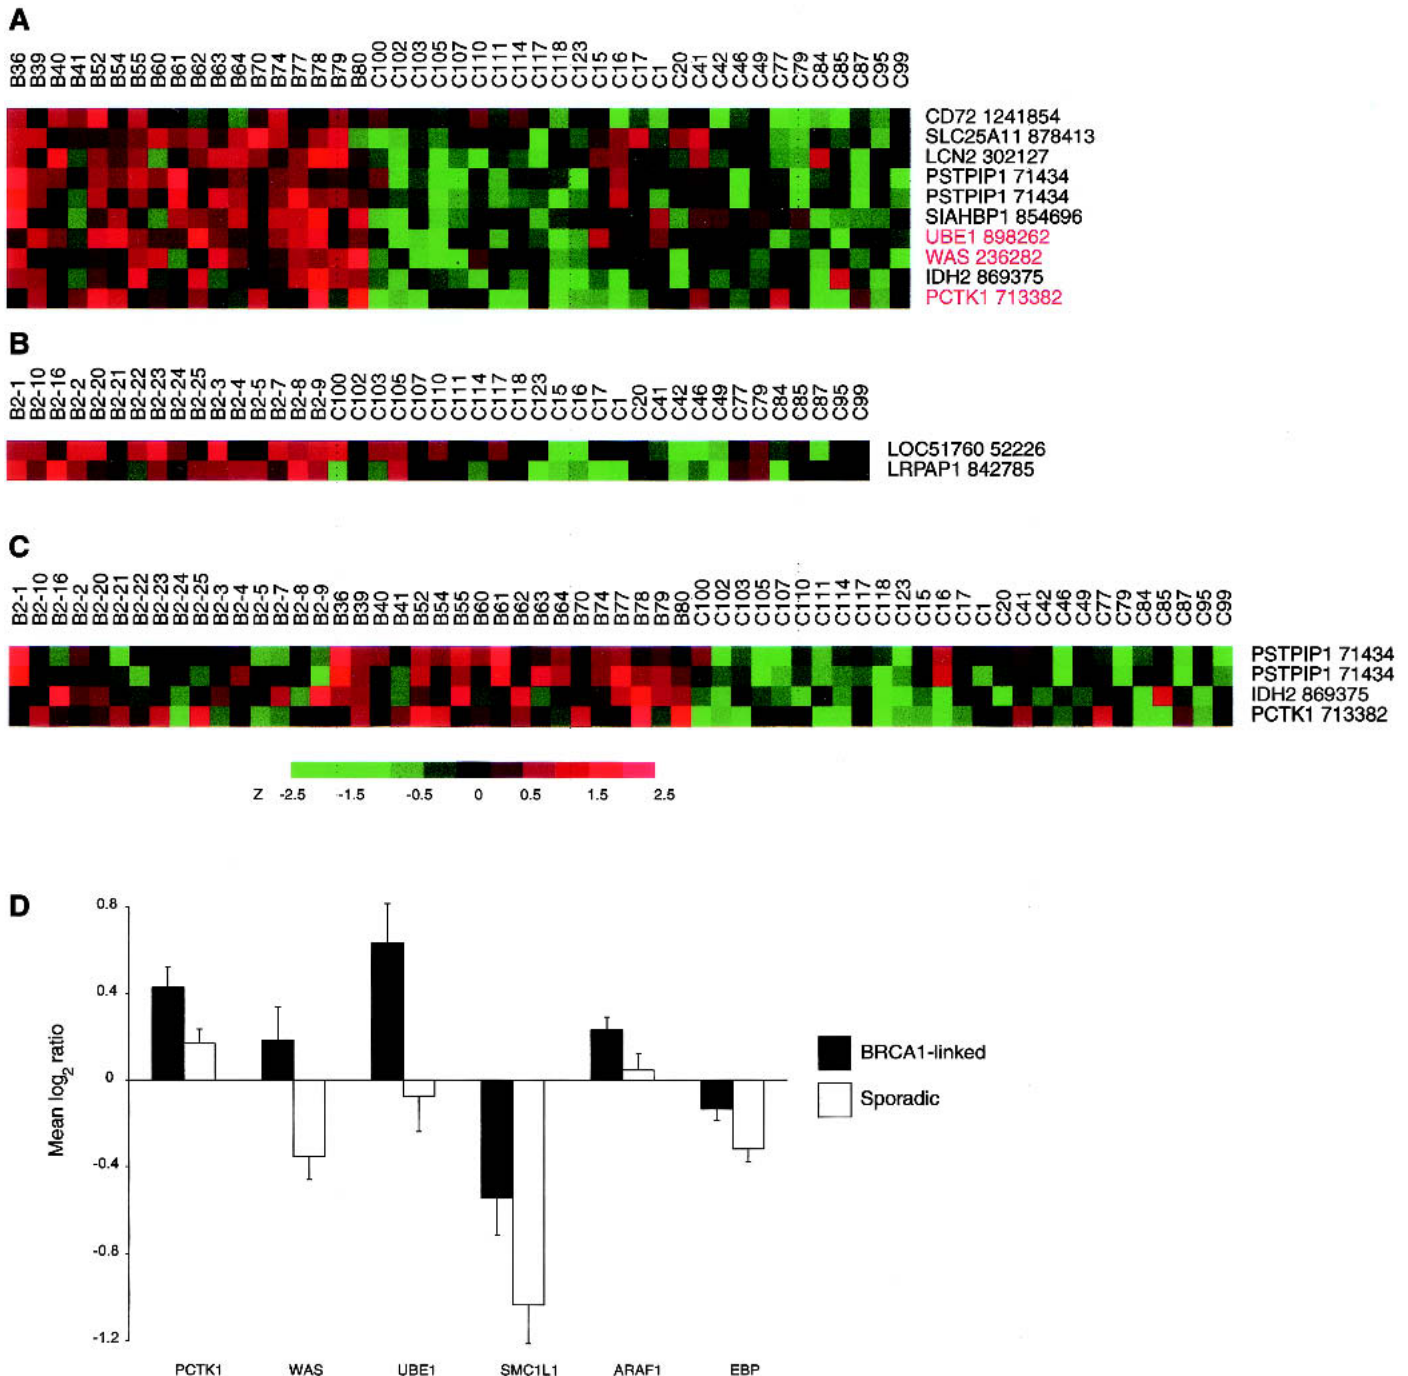 A
B36 B39 B40 B41 B52 B54 B55 B60 B61 B62 B63 B64 B70 B74 B77 B78 B79 B80 C100 C102 C103 C105 C107 C110 C111 C114 C117 C118 C123 C15 C16 C17 C1 C20 C41 C42 C46 C49 C77 C79 C84 C85 C87 C95 C99
CD72 1241854
SLC25A11 878413
LCN2 302127
PSTPIP1 71434
PSTPIP1 71434
SIAHBP1 854696
UBE1 898262
WAS 236282
IDH2 869375
PCTK1 713382
B
B2-1 B2-10 B2-16 B2-2 B2-20 B2-21 B2-22 B2-23 B2-24 B2-25 B2-3 B2-4 B2-5 B2-7 B2-8 B2-9 C100 C102 C103 C105 C107 C110 C111 C114 C117 C118 C123 C15 C16 C17 C1 C20 C41 C42 C46 C49 C77 C79 C84 C85 C87 C95 C99
LOC51760 52226
LRPAP1 842785
C
B2-1 B2-10 B2-16 B2-2 B2-20 B2-21 B2-22 B2-23 B2-24 B2-25 B2-3 B2-4 B2-5 B2-7 B2-8 B2-9 B36 B39 B40 B41 B52 B54 B55 B60 B61 B62 B63 B64 B70 B74 B77 B78 B79 B80 C100 C102 C103 C105 C107 C110 C111 C114 C117 C118 C123 C15 C16 C17 C1 C20 C41 C42 C46 C49 C77 C79 C84 C85 C87 C95 C99
PSTPIP1 71434
PSTPIP1 71434
IDH2 869375
PCTK1 713382
Z -2.5 -1.5 -0.5 0 0.5 1.5 2.5
D
0.8
0.4
0
-0.4
-0.8
-1.2
Mean log2 ratio
BRCA1-linked
Sporadic
PCTK1 WAS UBE1 SMC1L1 ARAF1 EBP